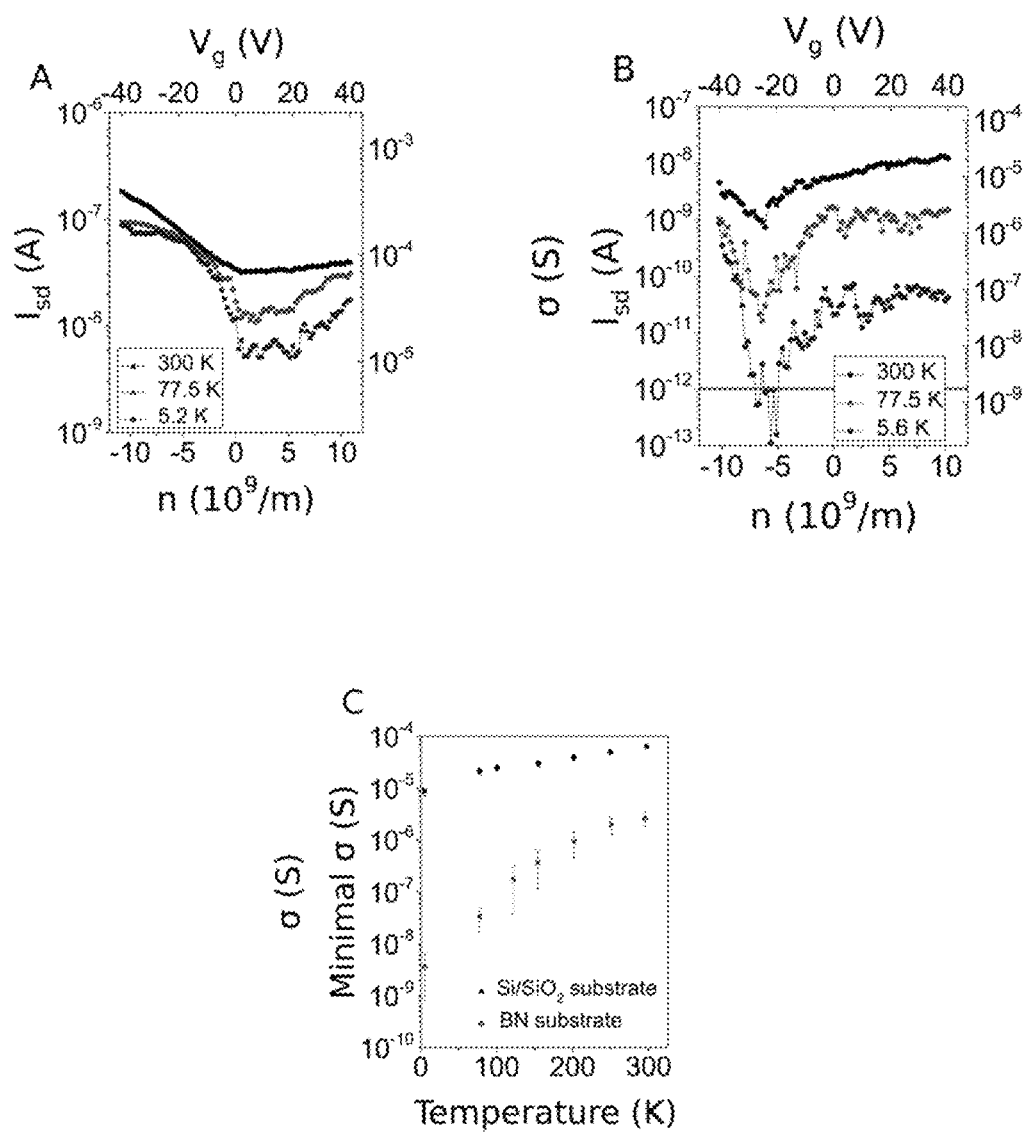 A
V_g (V)
-40 -20 0 20 40
10^-6
10^-7
10^-8
10^-9
I_sd (A)
10^-3
10^-4
10^-5
σ (S)
300 K
77.5 K
5.2 K
-10 -5 0 5 10
n (10^9/m)
B
V_g (V)
-40 -20 0 20 40
10^-7
10^-8
10^-9
10^-10
10^-11
10^-12
10^-13
I_sd (A)
10^-4
10^-5
10^-6
10^-7
10^-8
10^-9
σ (S)
300 K
77.5 K
5.6 K
-10 -5 0 5 10
n (10^9/m)
C
10^-4
10^-5
10^-6
10^-7
10^-8
10^-9
10^-10
Minimal σ (S)
Si/SiO₂ substrate
BN substrate
0 100 200 300
Temperature (K)